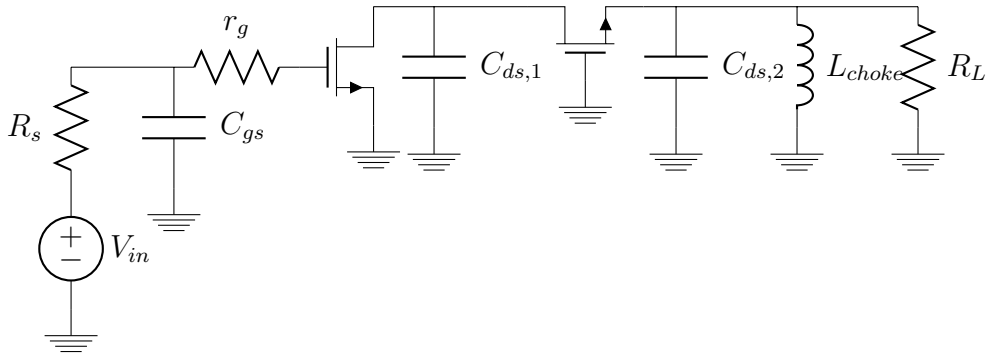 r_g
C_{ds,1}
C_{ds,2}
L_{choke}
R_L
R_s
C_{gs}
V_{in}